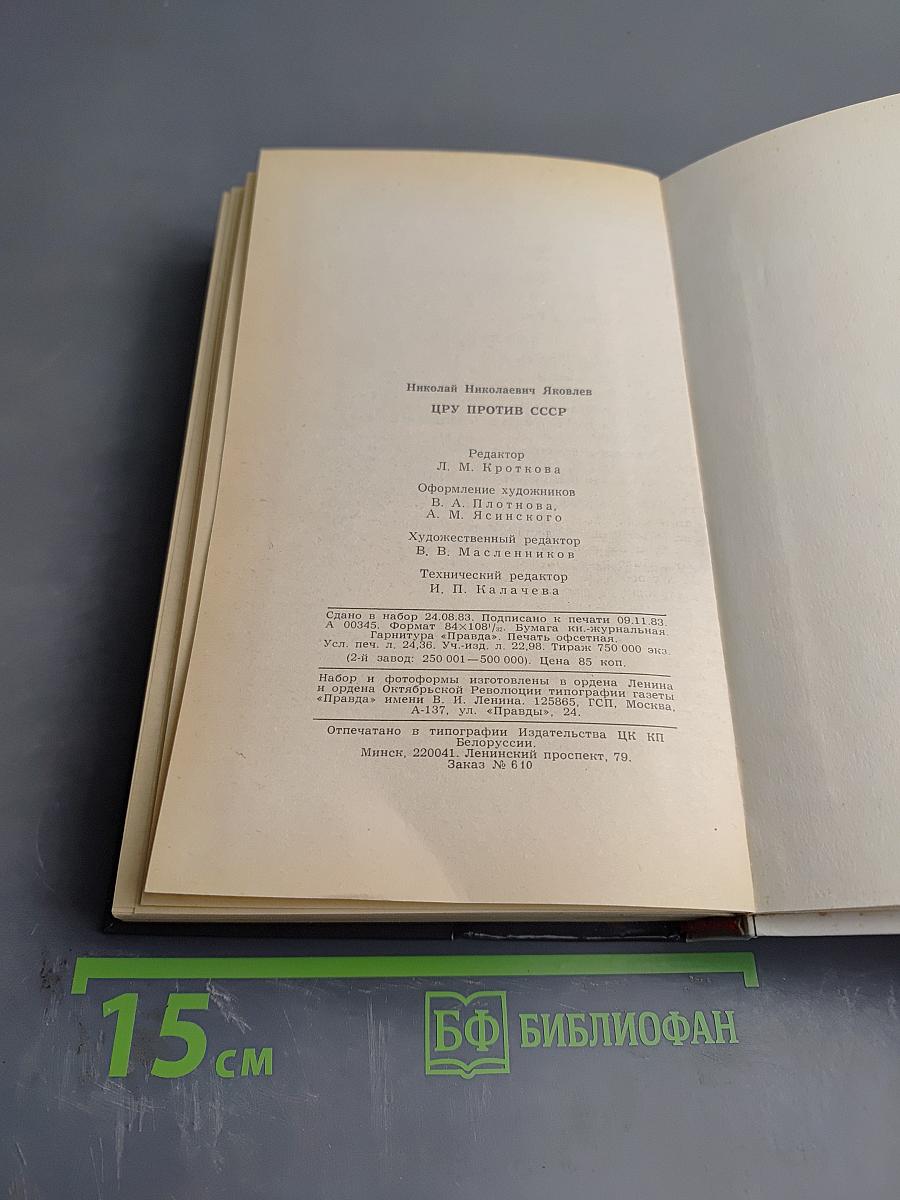 Николай Николаевич Яковлев
ЦРУ ПРОТИВ СССР
Редактор
Л. М. Кроткова
Оформление художников
В. А. Плотнова,
А. М. Ясинского
Художественный редактор
В. В. Масленников
Технический редактор
И. П. Калачева
Сдано в набор 24.08.83. Подписано к печати 09.11.83.
А 00345. Формат 84×108¹/₃₂. Бумага кн.-журнальная.
Гарнитура «Правда». Печать офсетная.
Усл. печ. л. 24,36. Уч.-изд. л. 22,98. Тираж 750 000 экз.
(2-й завод: 250 001—500 000). Цена 85 коп.
Набор и фотоформы изготовлены в ордена Ленина
и ордена Октябрьской Революции типографии газеты
«Правда» имени В. И. Ленина. 125865, ГСП, Москва,
А-137, ул. «Правды», 24.
Отпечатано в типографии Издательства ЦК КП
Белоруссии.
Минск, 220041. Ленинский проспект, 79.
Заказ № 610
15 см
БФ БИБЛИОФАН